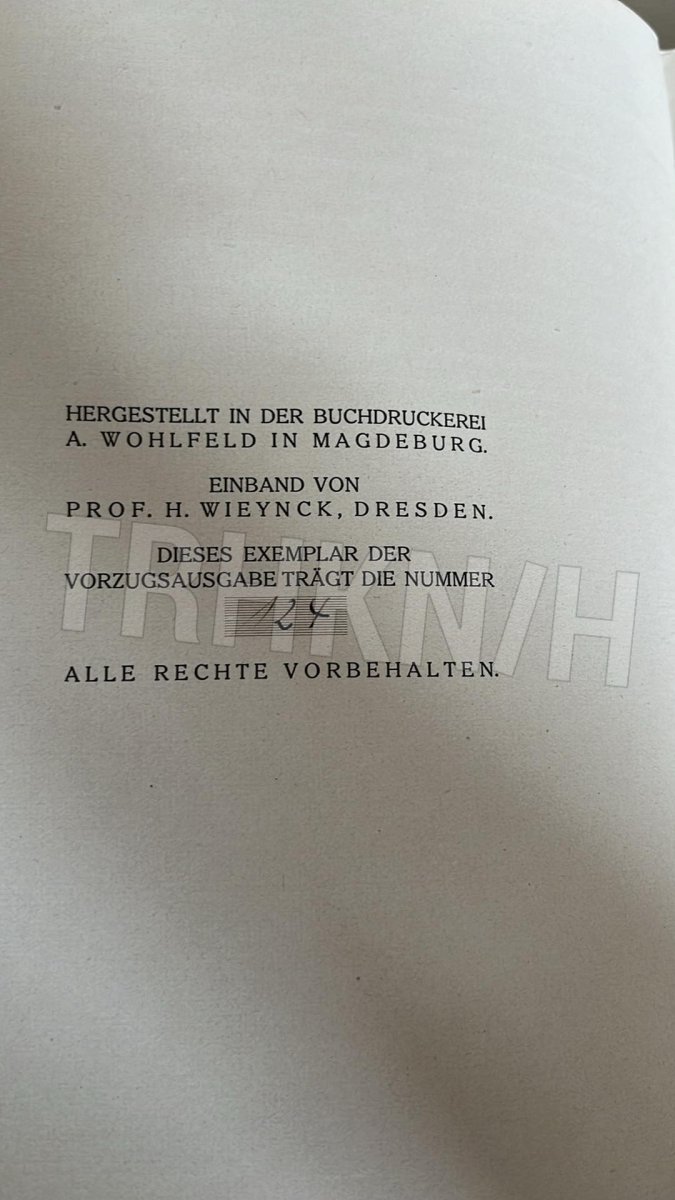 HERGESTELLT IN DER BUCHDRUCKEREI
A. WOHLFELD IN MAGDEBURG.
EINBAND VON
PROF. H. WIEYNCK, DRESDEN.
DIESES EXEMPLAR DER
VORZUGSAUSGABE TRÄGT DIE NUMMER
124
ALLE RECHTE VORBEHALTEN.
TRHKN/H